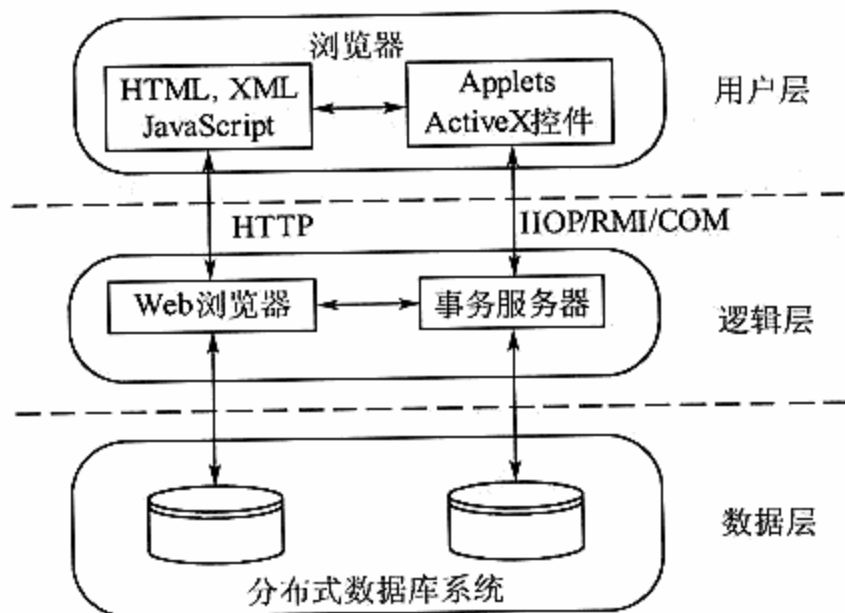 浏览器
HTML, XML
JavaScript
Applets
ActiveX控件
用户层
HTTP
IIOP/RMI/COM
Web浏览器
事务服务器
逻辑层
数据层
分布式数据库系统